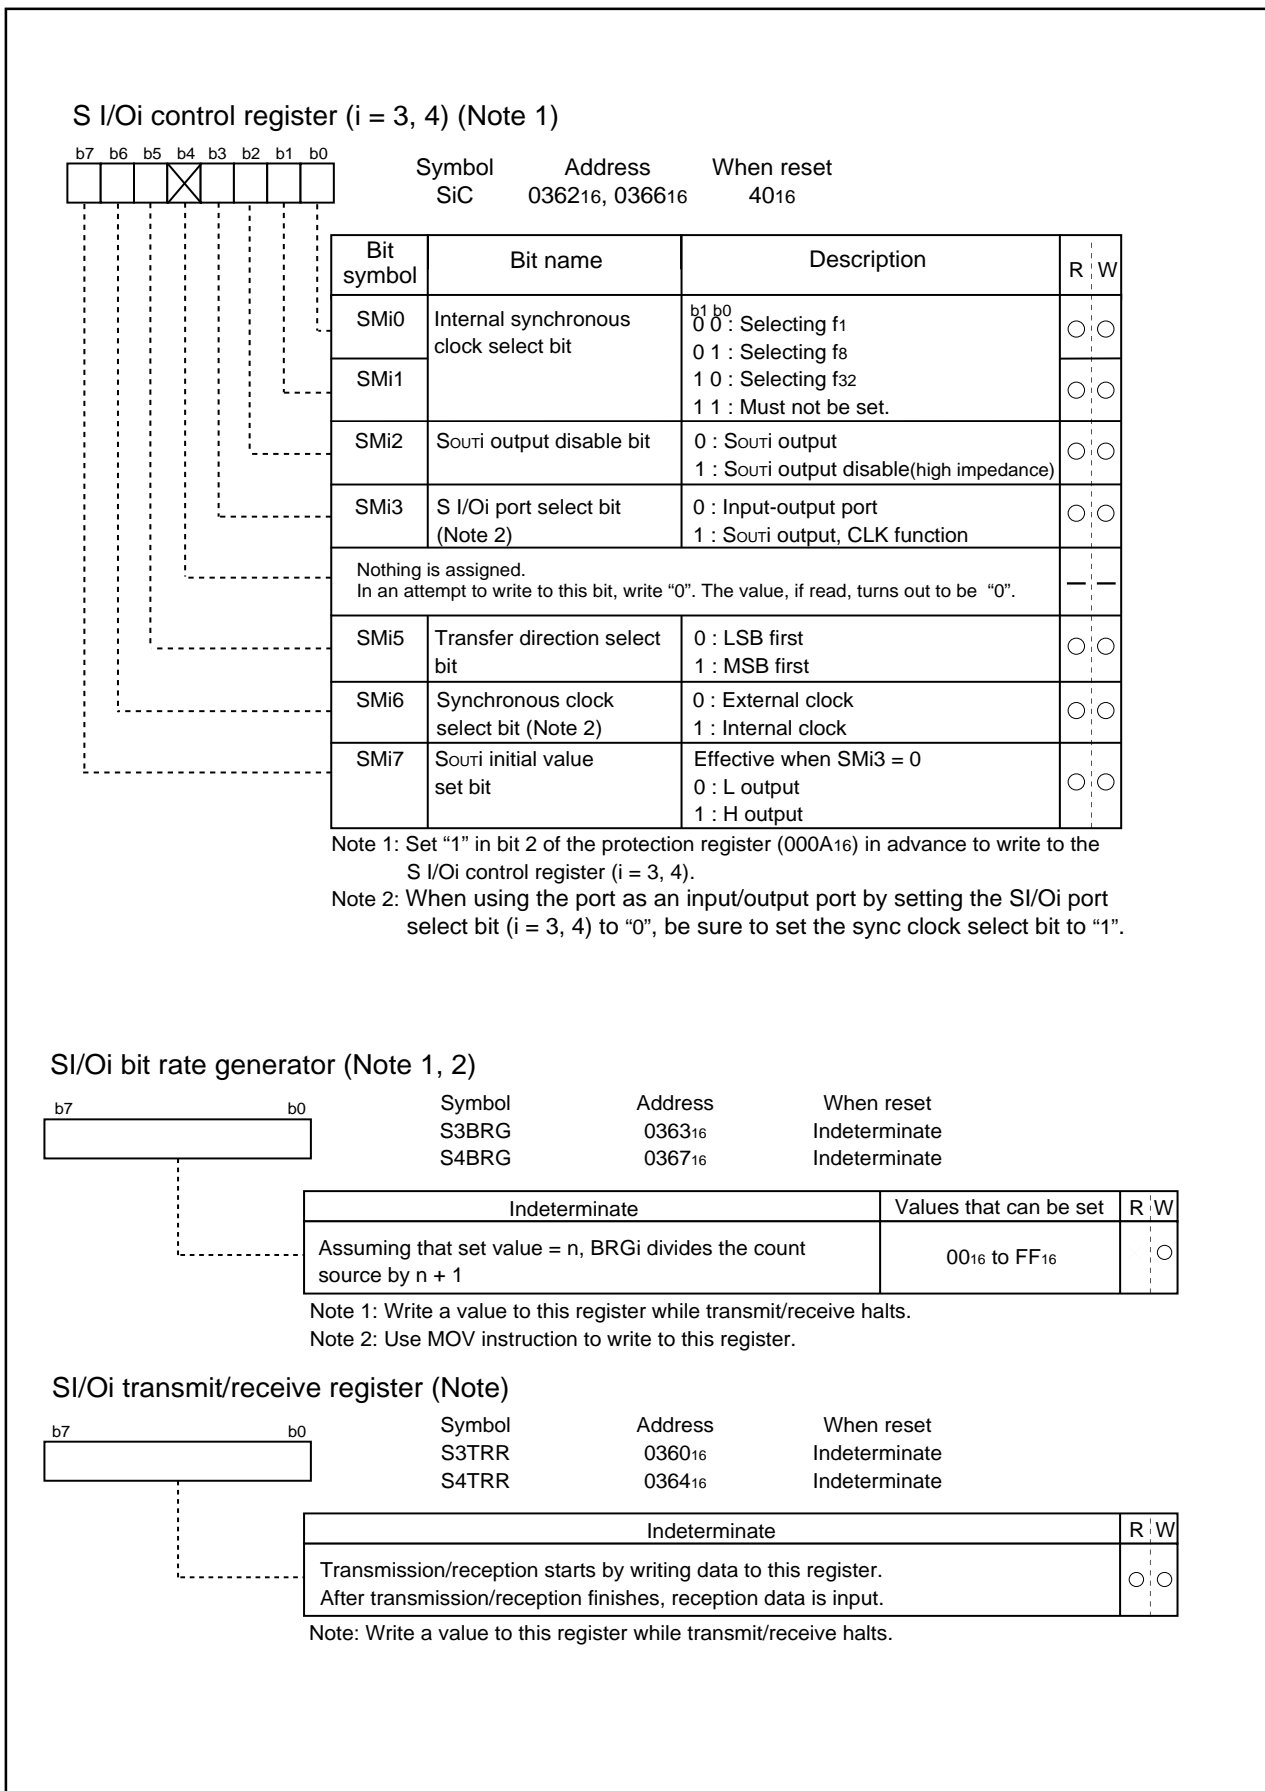 S I/Oi control register (i = 3, 4) (Note 1)
b7 b6 b5 b4 b3 b2 b1 b0
Symbol Address When reset
SiC 036216, 036616 4016
Bit symbol Bit name Description R W
SMi0 Internal synchronous clock select bit
b1 b0
0 0 : Selecting f1
0 1 : Selecting f8
SMi1
1 0 : Selecting f32
1 1 : Must not be set.
SMi2 SOUTi output disable bit 0 : SOUTi output
1 : SOUTi output disable(high impedance)
SMi3 S I/Oi port select bit 0 : Input-output port
(Note 2) 1 : SOUTi output, CLK function
Nothing is assigned.
In an attempt to write to this bit, write “0”. The value, if read, turns out to be “0”.
SMi5 Transfer direction select 0 : LSB first
bit 1 : MSB first
SMi6 Synchronous clock 0 : External clock
select bit (Note 2) 1 : Internal clock
SMi7 SOUTi initial value Effective when SMi3 = 0
set bit 0 : L output
1 : H output
Note 1: Set “1” in bit 2 of the protection register (000A16) in advance to write to the
S I/Oi control register (i = 3, 4).
Note 2: When using the port as an input/output port by setting the SI/Oi port
select bit (i = 3, 4) to “0”, be sure to set the sync clock select bit to “1”.
SI/Oi bit rate generator (Note 1, 2)
b7 b0
Symbol Address When reset
S3BRG 036316 Indeterminate
S4BRG 036716 Indeterminate
Indeterminate Values that can be set R W
Assuming that set value = n, BRGi divides the count
source by n + 1
0016 to FF16
Note 1: Write a value to this register while transmit/receive halts.
Note 2: Use MOV instruction to write to this register.
SI/Oi transmit/receive register (Note)
b7 b0
Symbol Address When reset
S3TRR 036016 Indeterminate
S4TRR 036416 Indeterminate
Indeterminate R W
Transmission/reception starts by writing data to this register.
After transmission/reception finishes, reception data is input.
Note: Write a value to this register while transmit/receive halts.